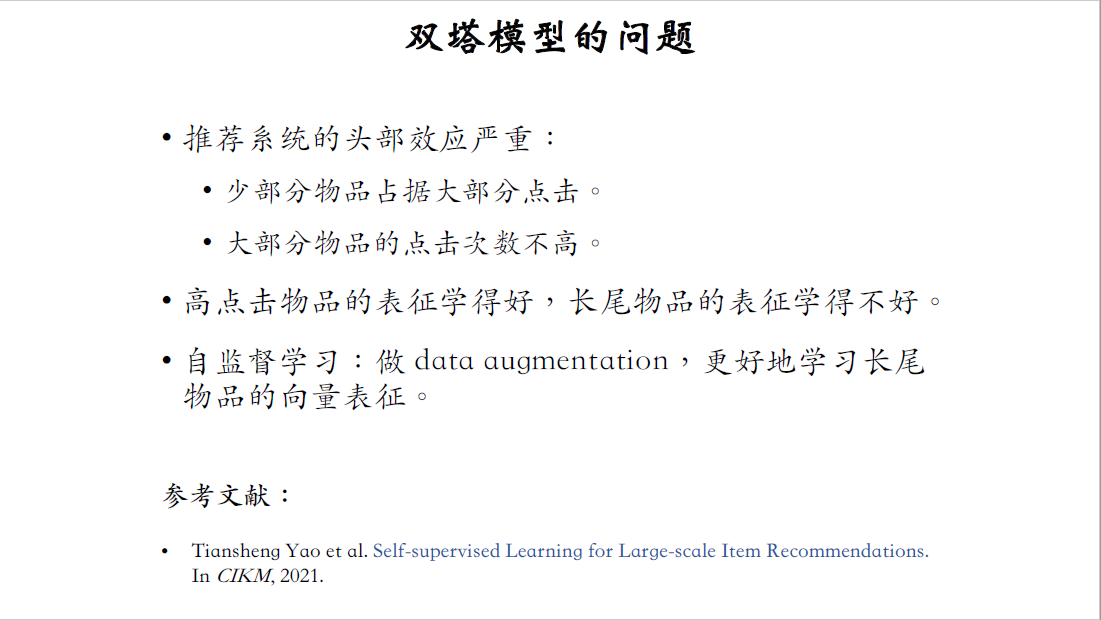 双塔模型的问题
• 推荐系统的头部效应严重：
• 少部分物品占据大部分点击。
• 大部分物品的点击次数不高。
• 高点击物品的表征学得好，长尾物品的表征学得不好。
• 自监督学习：做 data augmentation，更好地学习长尾
物品的向量表征。
参考文献：
• Tiansheng Yao et al. Self-supervised Learning for Large-scale Item Recommendations.
In CIKM, 2021.